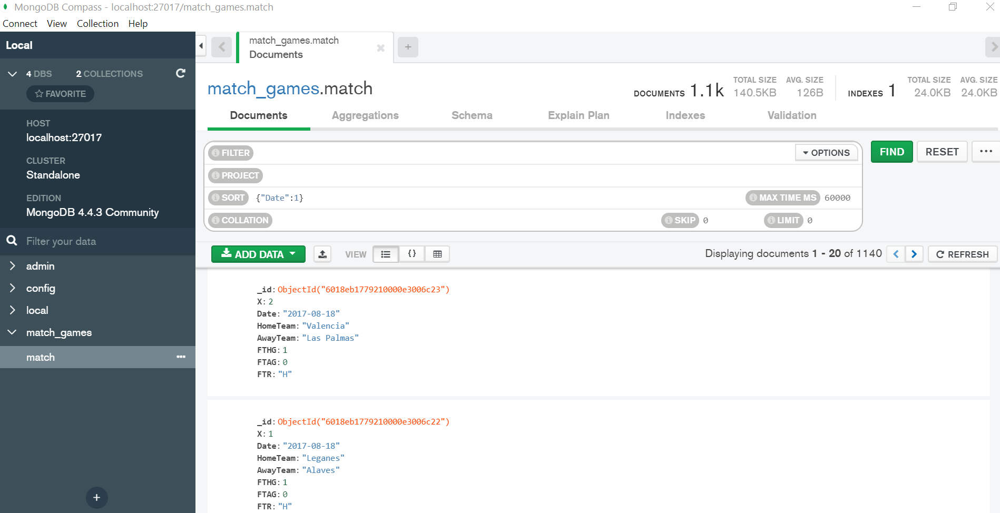 MongoDB Compass - localhost:27017/match_games.match
Connect View Collection Help
Local
4 DBS 2 COLLECTIONS
FAVORITE
HOST
localhost:27017
CLUSTER
Standalone
EDITION
MongoDB 4.4.3 Community
Filter your data
admin
config
local
match_games
match
match_games.match
Documents
match_games.match
DOCUMENTS 1.1k TOTAL SIZE 140.5KB AVG. SIZE 126B INDEXES 1 TOTAL SIZE 24.0KB AVG. SIZE 24.0KB
Documents Aggregations Schema Explain Plan Indexes Validation
FILTER OPTIONS FIND RESET
PROJECT
SORT {"Date":1} MAX TIME MS 60000
COLLATION SKIP 0 LIMIT 0
ADD DATA VIEW {} Displaying documents 1 - 20 of 1140 REFRESH
_id: ObjectId("6018eb1779210000e3006c23")
X: 2
Date: "2017-08-18"
HomeTeam: "Valencia"
AwayTeam: "Las Palmas"
FTHG: 1
FTAG: 0
FTR: "H"
_id: ObjectId("6018eb1779210000e3006c22")
X: 1
Date: "2017-08-18"
HomeTeam: "Leganes"
AwayTeam: "Alaves"
FTHG: 1
FTAG: 0
FTR: "H"